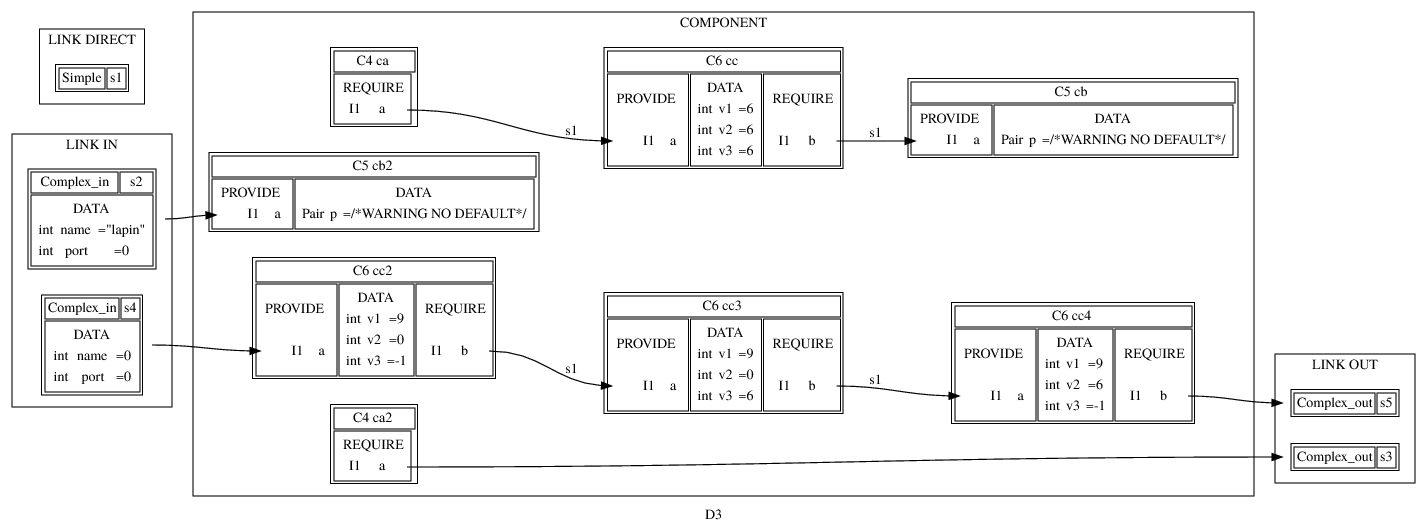 COMPONENT
LINK DIRECT
Simple s1
LINK IN
Complex_in s2
DATA
int name ="lapin"
int port =0
Complex_in s4
DATA
int name =0
int port =0
C4 ca
REQUIRE
I1 a
s1
C6 cc
PROVIDE DATA REQUIRE
int v1 =6
int v2 =6
I1 a int v3 =6 I1 b
s1
C5 cb
PROVIDE DATA
I1 a Pair p =/*WARNING NO DEFAULT*/
C5 cb2
PROVIDE DATA
I1 a Pair p =/*WARNING NO DEFAULT*/
C6 cc2
PROVIDE DATA REQUIRE
int v1 =9
int v2 =0
I1 a int v3 =-1 I1 b
s1
C6 cc3
PROVIDE DATA REQUIRE
int v1 =9
int v2 =0
I1 a int v3 =6 I1 b
s1
C6 cc4
PROVIDE DATA REQUIRE
int v1 =9
int v2 =6
I1 a int v3 =-1 I1 b
C4 ca2
REQUIRE
I1 a
LINK OUT
Complex_out s5
Complex_out s3
D3